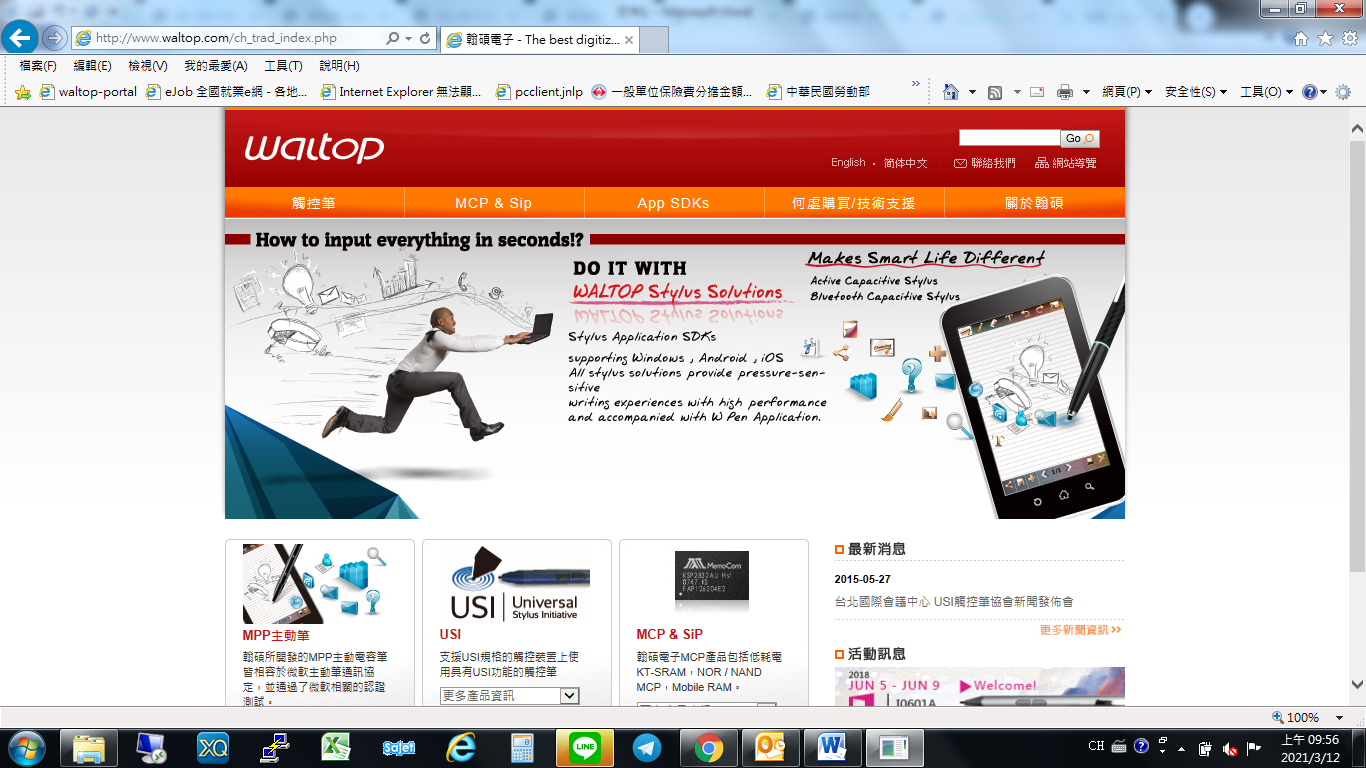 http://www.waltop.com/ch_trad_index.php
翰碩電子 - The best digitiz...
檔案(F) 編輯(E) 檢視(V) 我的最愛(A) 工具(T) 說明(H)
waltop-portal eJob 全國就業e網 - 各地... Internet Explorer 無法顯... pcclient.jnlp 一般單位保險費分擔金額... 中華民國勞動部 » 網頁(P) 安全性(S) 工具(O)
waltop
Go
English · 简体中文 聯絡我們 網站導覽
觸控筆 MCP & Sip App SDKs 何處購買/技術支援 關於翰碩
How to input everything in seconds!?
Makes Smart Life Different
DO IT WITH
Active Capacitive Stylus
WALTOP Stylus Solutions
Bluetooth Capacitive Stylus
Stylus Application SDKs
supporting Windows , Android , iOS
All stylus solutions provide pressure-sen-
sitive
writing experiences with high performance
and accompanied with W Pen Application.
1/1
MemoCom
KSP2832AU Hsl
0747 KS
FAP126204E2
USI Universal
Stylus Initiative
MPP主動筆
翰碩所開發的MPP主動電容筆
皆相容於微軟主動筆通訊協
定，並通過了微軟相關的認證
測試。
USI
支援USI規格的觸控裝置上使
用具有USI功能的觸控筆
更多產品資訊
MCP & SiP
翰碩電子MCP產品包括低耗電
KT-SRAM，NOR / NAND
MCP，Mobile RAM。
最新消息
2015-05-27
台北國際會議中心 USI觸控筆協會新聞發佈會
更多新聞資訊
活動訊息
2018
JUN 5 - JUN 9 Welcome!
I0601A
100%
XQ Sajet LINE CH
上午 09:56
2021/3/12